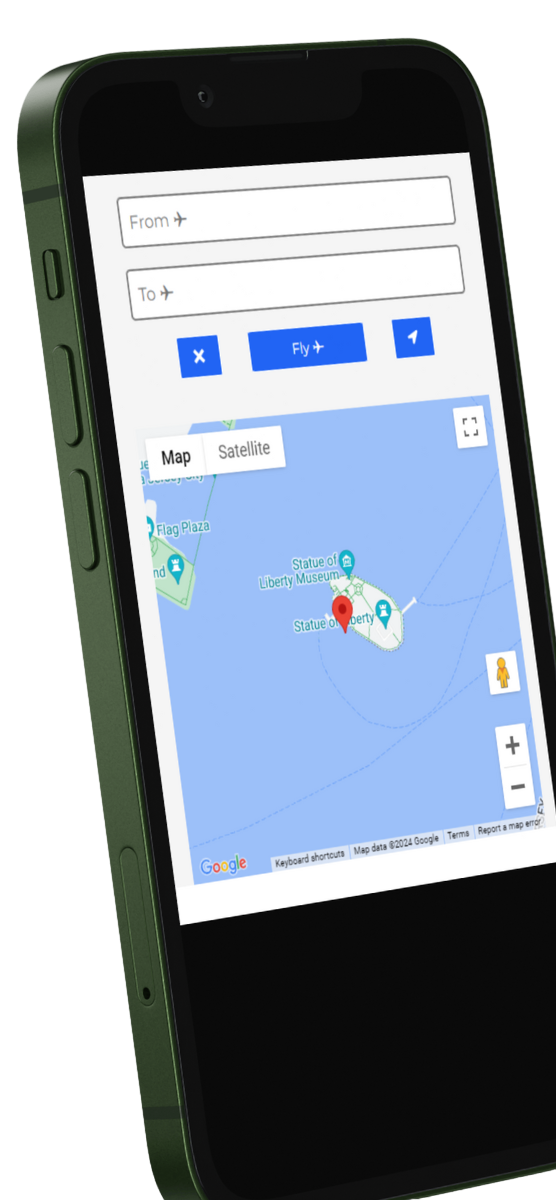 From
To
Fly
Map
Satellite
Flag Plaza
nd
Statue of
Liberty Museum
Statue of Liberty
Google
Keyboard shortcuts
Map data ©2024 Google
Terms
Report a map error